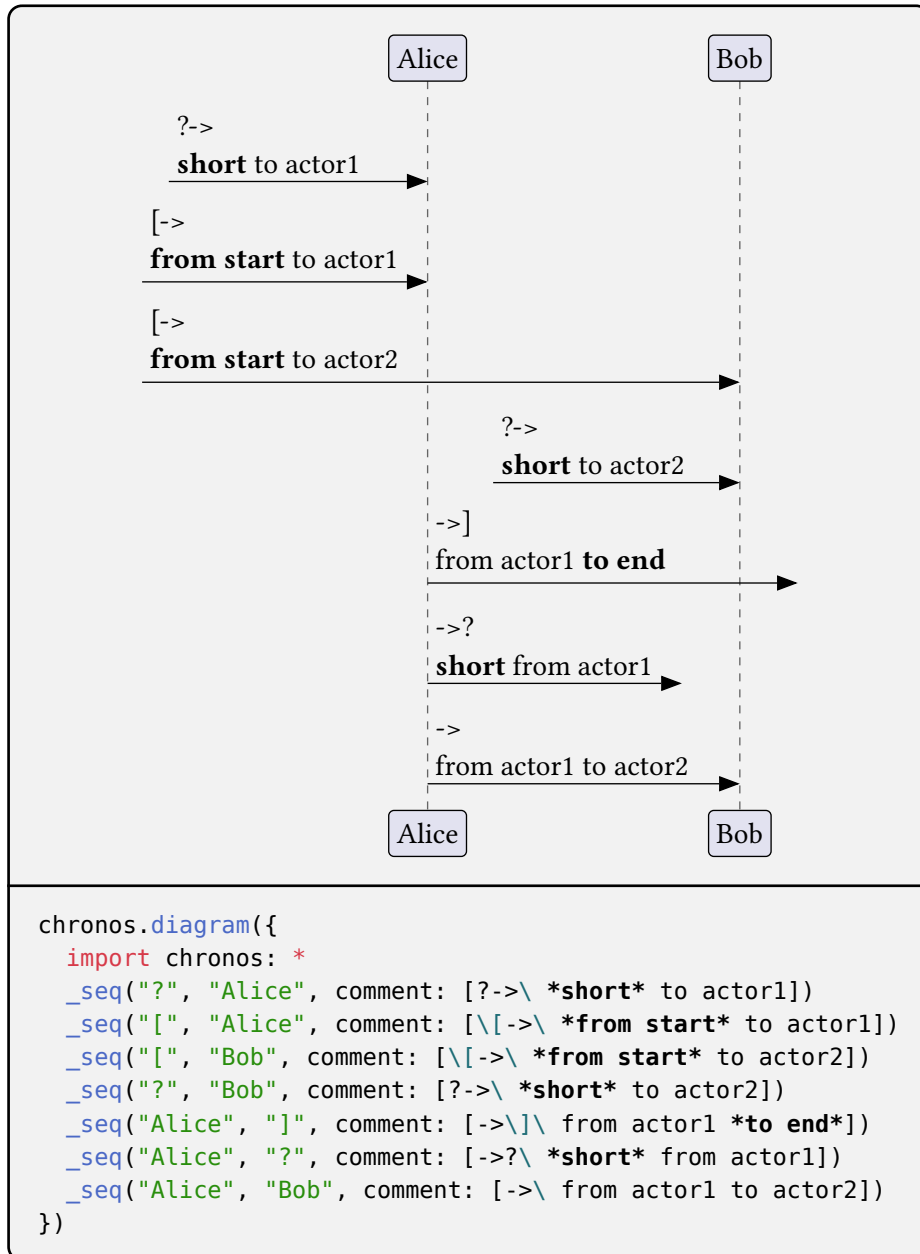 Alice Bob
?->
short to actor1
[->
from start to actor1
[->
from start to actor2
?->
short to actor2
->]
from actor1 to end
->?
short from actor1
->
from actor1 to actor2
Alice Bob
chronos.diagram({
  import chronos: *
  _seq("?", "Alice", comment: [?->\ *short* to actor1])
  _seq("[", "Alice", comment: [\[->\ *from start* to actor1])
  _seq("[", "Bob", comment: [\[->\ *from start* to actor2])
  _seq("?", "Bob", comment: [?->\ *short* to actor2])
  _seq("Alice", "]", comment: [->\]\ from actor1 *to end*])
  _seq("Alice", "?", comment: [->?\ *short* from actor1])
  _seq("Alice", "Bob", comment: [->\ from actor1 to actor2])
})